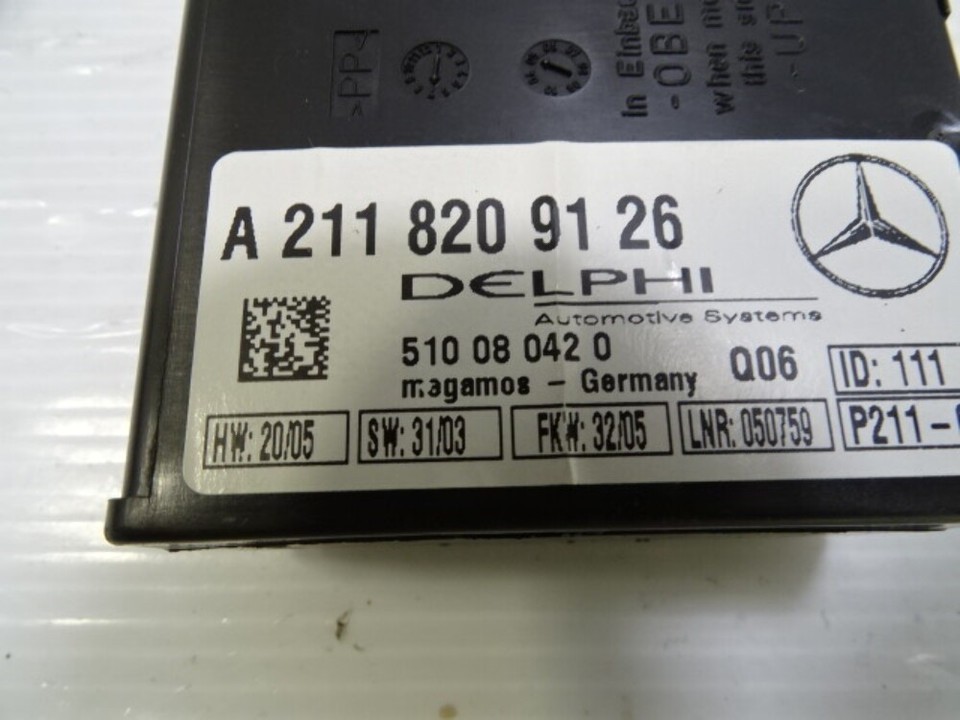 >PP
in Einbau
-OBE
when mo
this si
-UP
A 211 820 91 26
DELPHI
Automotive Systems
510 08 042 0
magamos - Germany
Q06
ID: 111
HW: 20/05
SW: 31/03
FKW: 32/05
LNR: 050759
P211-